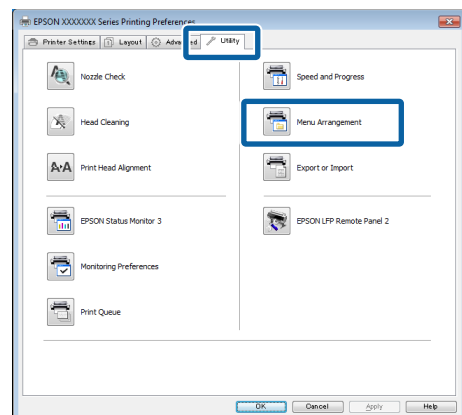 EPSON XXXXXXX Series Printing Preferences
Printer Settings Layout Utility
Nozzle Check
Speed and Progress
Head Cleaning
Menu Arrangement
Print Head Alignment
Export or Import
EPSON Status Monitor 3
EPSON LFP Remote Panel 2
Monitoring Preferences
Print Queue
OK Cancel Apply Help